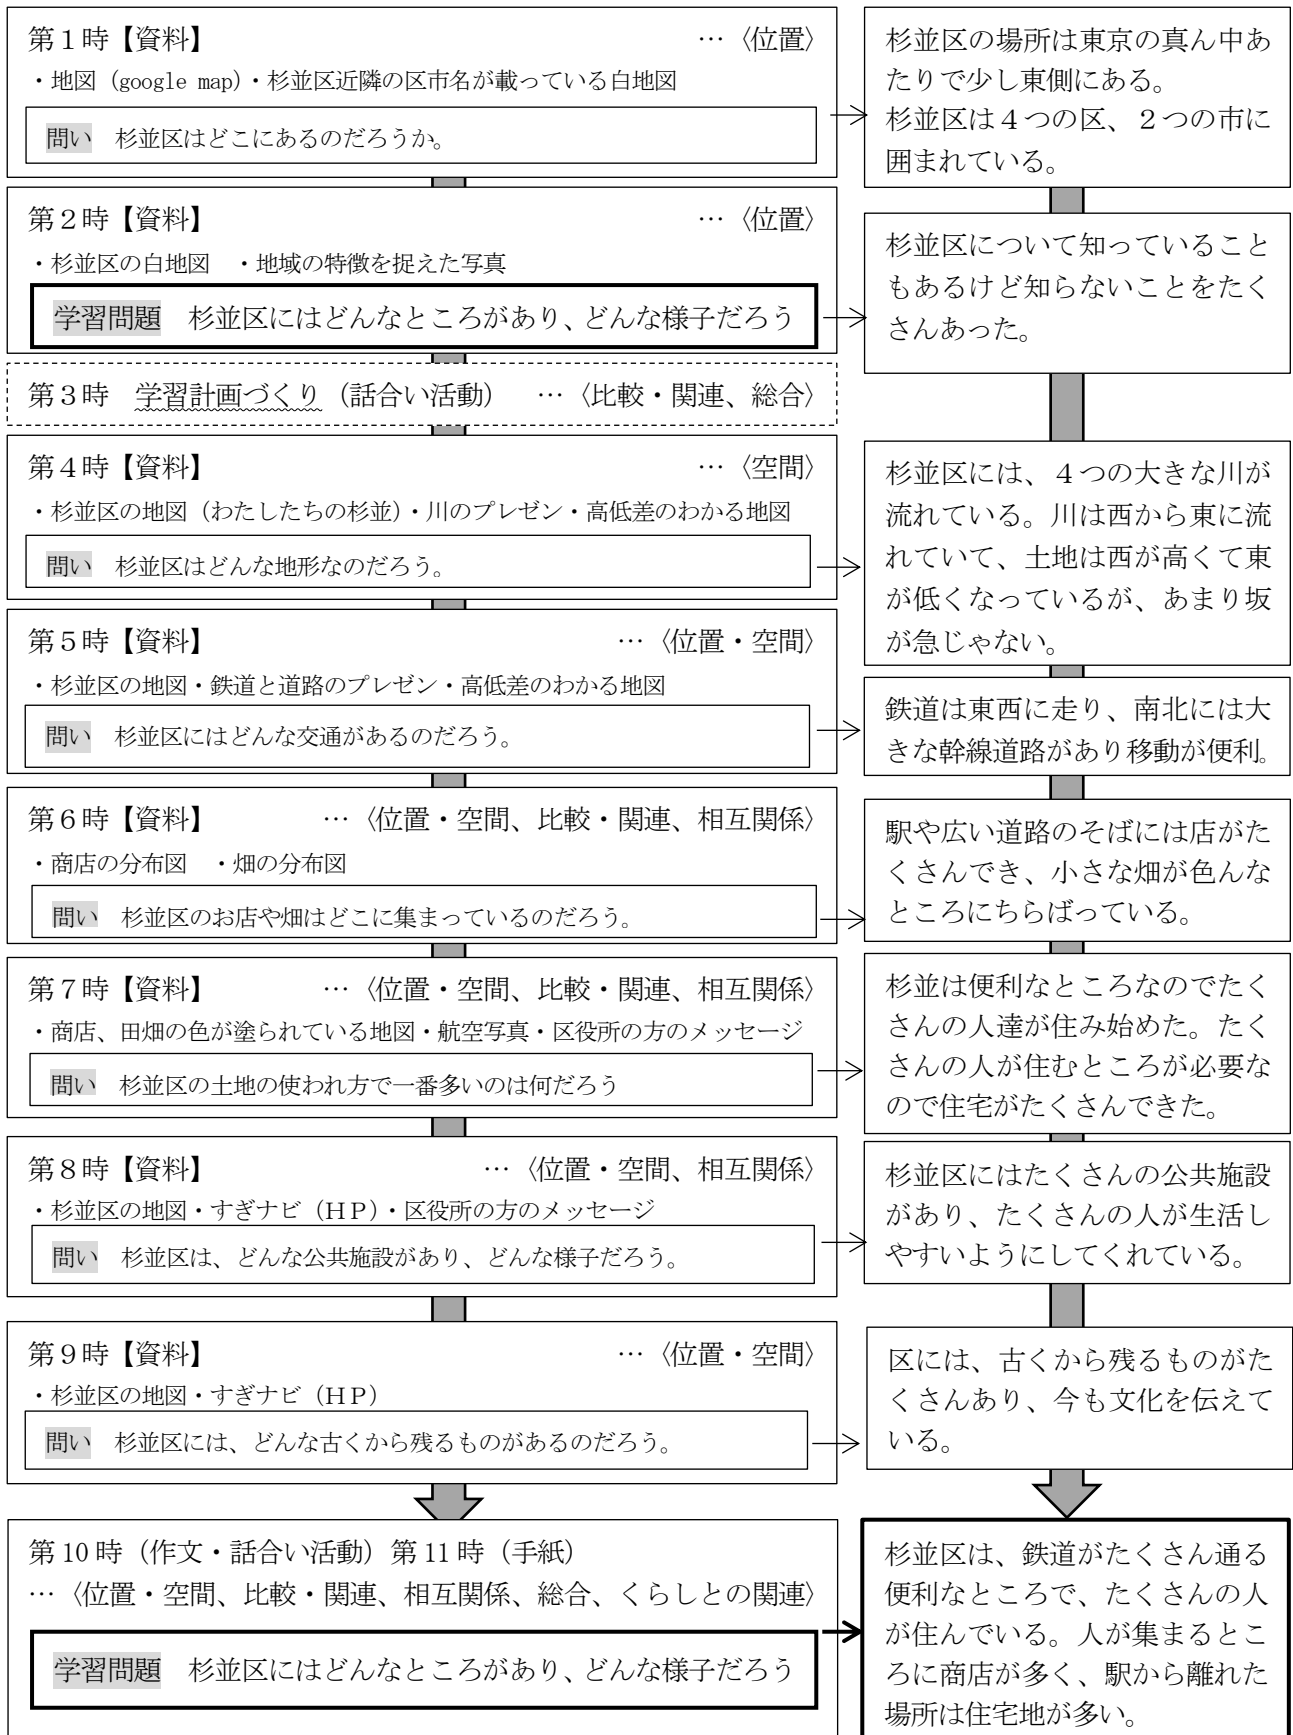 第１時【資料】　…〈位置〉
・地図（google map）・杉並区近隣の区市名が載っている白地図
問い　杉並区はどこにあるのだろうか。
杉並区の場所は東京の真ん中あ
たりで少し東側にある。
杉並区は４つの区、２つの市に
囲まれている。
第２時【資料】　…〈位置〉
・杉並区の白地図　・地域の特徴を捉えた写真
学習問題　杉並区にはどんなところがあり、どんな様子だろう
杉並区について知っていること
もあるけど知らないことをたく
さんあった。
第３時　学習計画づくり（話合い活動）　…〈比較・関連、総合〉
第４時【資料】　…〈空間〉
・杉並区の地図（わたしたちの杉並）・川のプレゼン・高低差のわかる地図
問い　杉並区はどんな地形なのだろう。
杉並区には、４つの大きな川が
流れている。川は西から東に流
れていて、土地は西が高くて東
が低くなっているが、あまり坂
が急じゃない。
第５時【資料】　…〈位置・空間〉
・杉並区の地図・鉄道と道路のプレゼン・高低差のわかる地図
問い　杉並区にはどんな交通があるのだろう。
鉄道は東西に走り、南北には大
きな幹線道路があり移動が便利。
第６時【資料】　…〈位置・空間、比較・関連、相互関係〉
・商店の分布図　・畑の分布図
問い　杉並区のお店や畑はどこに集まっているのだろう。
駅や広い道路のそばには店がた
くさんでき、小さな畑が色んな
ところにちらばっている。
第７時【資料】　…〈位置・空間、比較・関連、相互関係〉
・商店、田畑の色が塗られている地図・航空写真・区役所の方のメッセージ
問い　杉並区の土地の使われ方で一番多いのは何だろう
杉並は便利なところなのでたく
さんの人達が住み始めた。たく
さんの人が住むところが必要な
ので住宅がたくさんできた。
第８時【資料】　…〈位置・空間、相互関係〉
・杉並区の地図・すぎナビ（ＨＰ）・区役所の方のメッセージ
問い　杉並区は、どんな公共施設があり、どんな様子だろう。
杉並区にはたくさんの公共施設
があり、たくさんの人が生活し
やすいようにしてくれている。
第９時【資料】　…〈位置・空間〉
・杉並区の地図・すぎナビ（ＨＰ）
問い　杉並区には、どんな古くから残るものがあるのだろう。
区には、古くから残るものがた
くさんあり、今も文化を伝えて
いる。
第 10 時（作文・話合い活動）第 11 時（手紙）
…〈位置・空間、比較・関連、相互関係、総合、くらしとの関連〉
学習問題　杉並区にはどんなところがあり、どんな様子だろう
杉並区は、鉄道がたくさん通る
便利なところで、たくさんの人
が住んでいる。人が集まるとこ
ろに商店が多く、駅から離れた
場所は住宅地が多い。